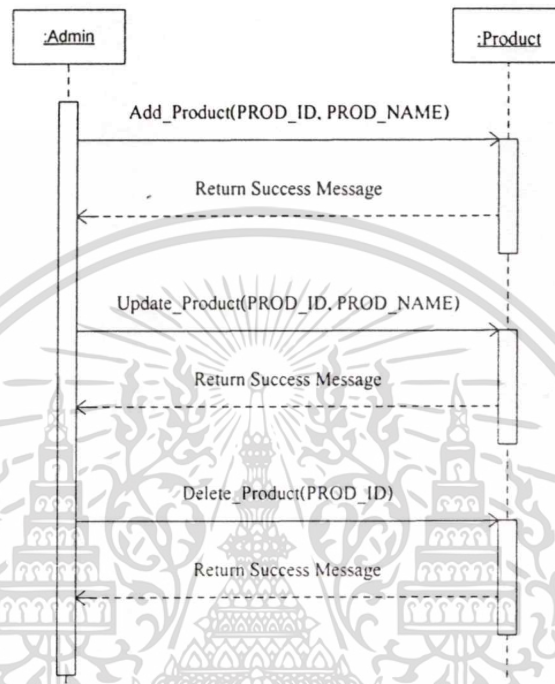 :Admin
:Product
Add_Product(PROD_ID, PROD_NAME)
Return Success Message
Update_Product(PROD_ID, PROD_NAME)
Return Success Message
Delete_Product(PROD_ID)
Return Success Message